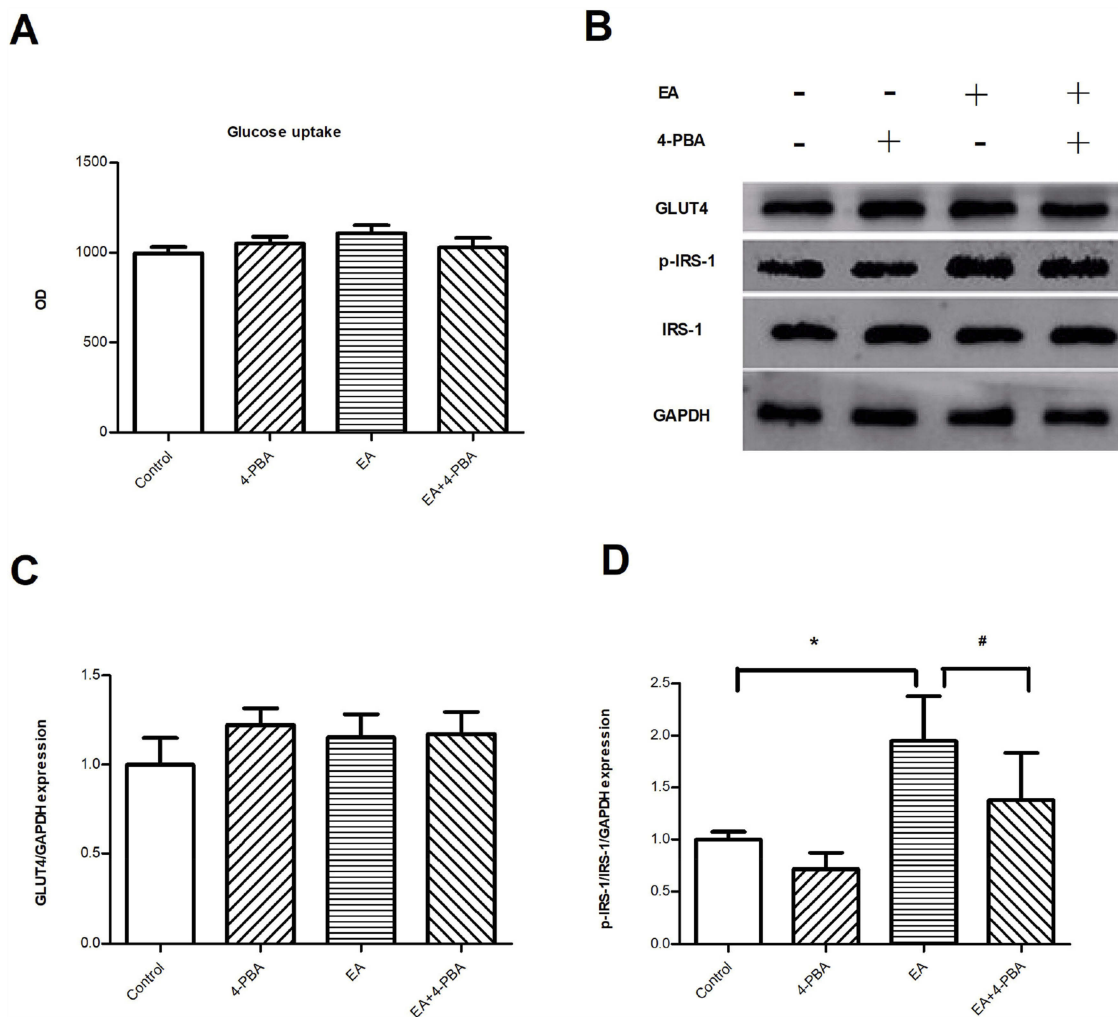 A
Glucose uptake
OD
1500
1000
500
0
Control
4-PBA
EA
EA+4-PBA
B
EA - - + +
4-PBA - + - +
GLUT4
p-IRS-1
IRS-1
GAPDH
C
GLUT4/GAPDH expression
1.5
1.0
0.5
0.0
Control
4-PBA
EA
EA+4-PBA
D
* #
p-IRS-1/IRS-1/GAPDH expression
2.5
2.0
1.5
1.0
0.5
0.0
Control
4-PBA
EA
EA+4-PBA